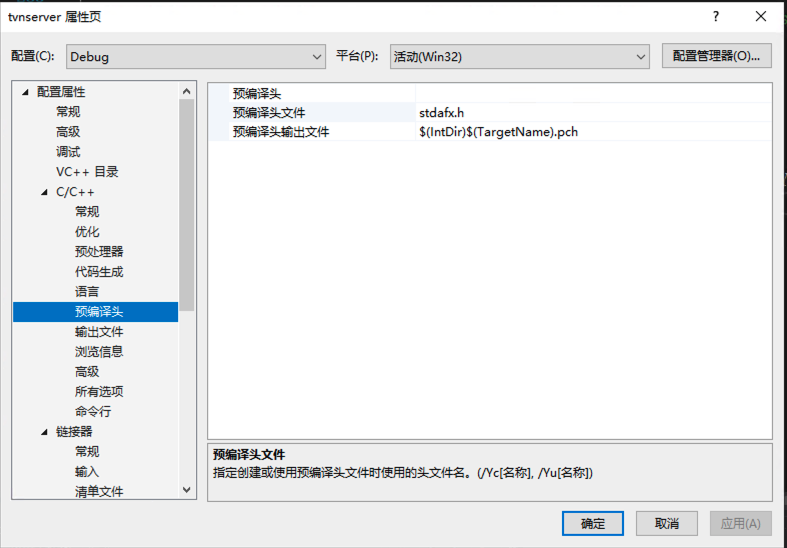 tvnserver 属性页
?
配置(C):
Debug
平台(P):
活动(Win32)
配置管理器(O)...
配置属性
常规
高级
调试
VC++ 目录
C/C++
常规
优化
预处理器
代码生成
语言
预编译头
输出文件
浏览信息
高级
所有选项
命令行
链接器
常规
输入
清单文件
预编译头
预编译头文件 stdafx.h
预编译头输出文件 $(IntDir)$(TargetName).pch
预编译头文件
指定创建或使用预编译头文件时使用的头文件名。(/Yc[名称], /Yu[名称])
确定
取消
应用(A)